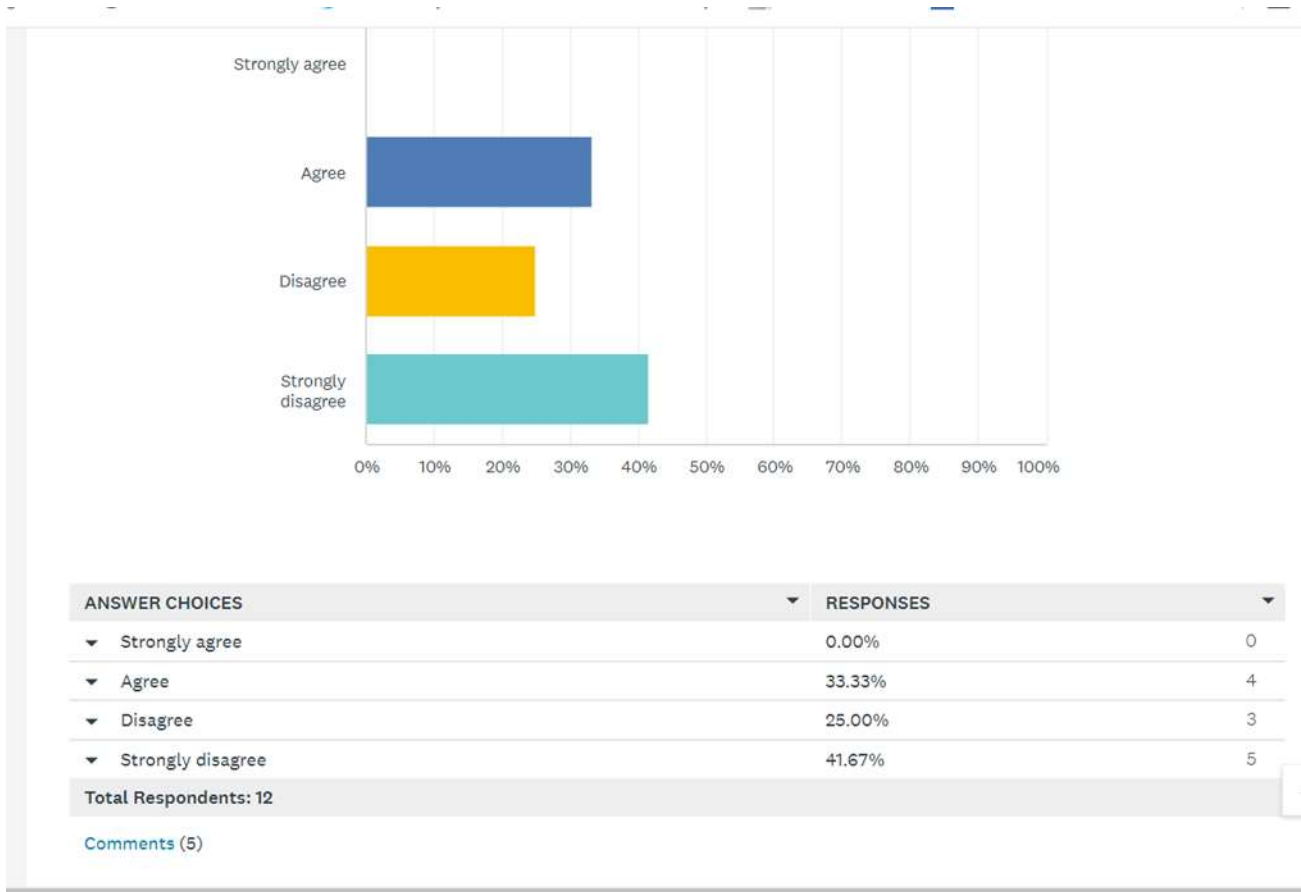 Strongly agree
Agree
Disagree
Strongly
disagree
0% 10% 20% 30% 40% 50% 60% 70% 80% 90% 100%
ANSWER CHOICES RESPONSES
Strongly agree 0.00% 0
Agree 33.33% 4
Disagree 25.00% 3
Strongly disagree 41.67% 5
Total Respondents: 12
Comments (5)